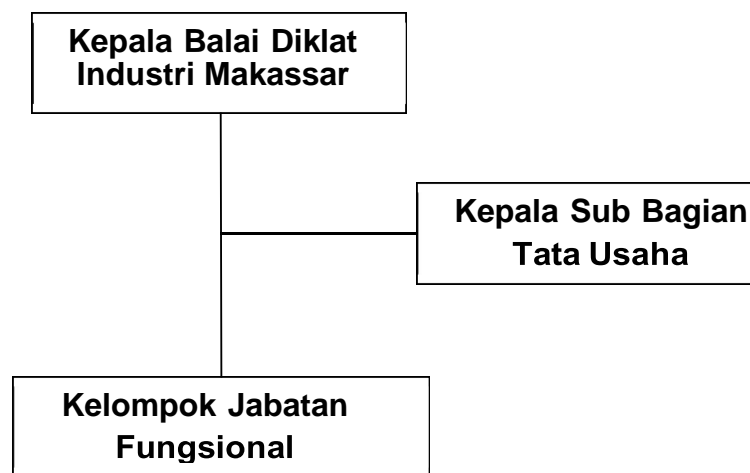 Kepala Balai Diklat
Industri Makassar
Kepala Sub Bagian
Tata Usaha
Kelompok Jabatan
Fungsional